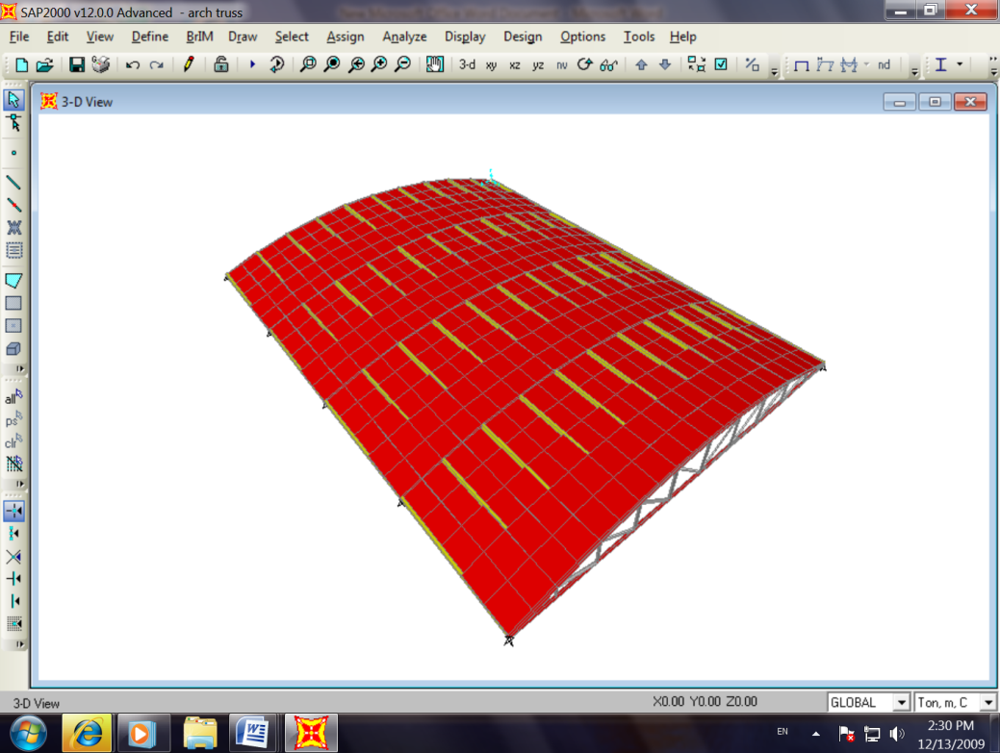 SAP2000 v12.0.0 Advanced - arch truss
File Edit View Define BrIM Draw Select Assign Analyze Display Design Options Tools Help
3-d xy xz yz nv nd
3-D View
all
ps
clr
3-D View X0.00 Y0.00 Z0.00 GLOBAL Ton, m, C
EN 2:30 PM
12/13/2009